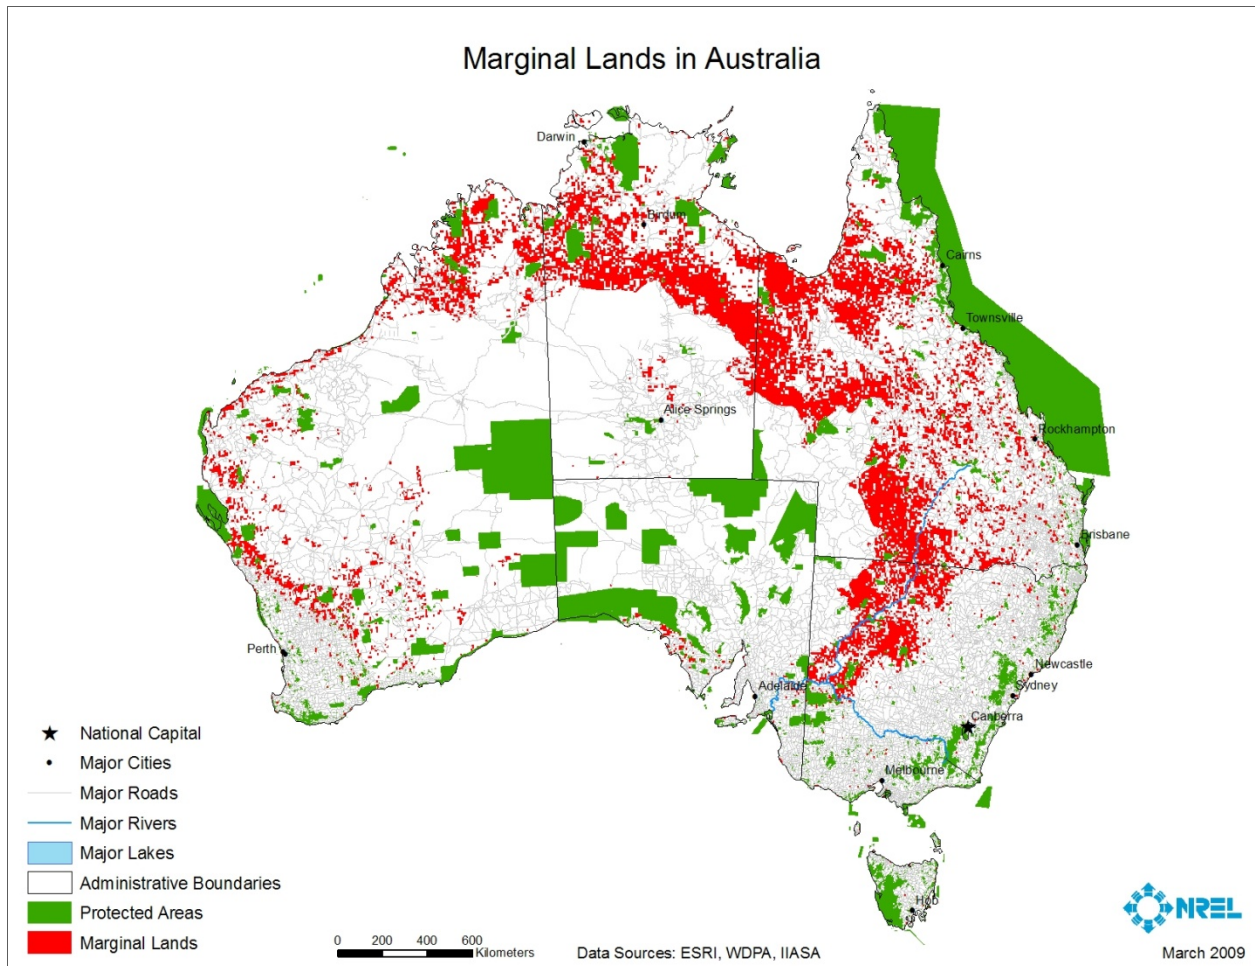 Marginal Lands in Australia
Darwin
Birdum
Cairns
Townsville
Alice Springs
Rockhampton
Brisbane
Perth
Newcastle
Adelaide
Sydney
Canberra
Melbourne
Hob
National Capital
Major Cities
Major Roads
Major Rivers
Major Lakes
Administrative Boundaries
Protected Areas
Marginal Lands
0 200 400 600
Kilometers
Data Sources: ESRI, WDPA, IIASA
NREL
March 2009